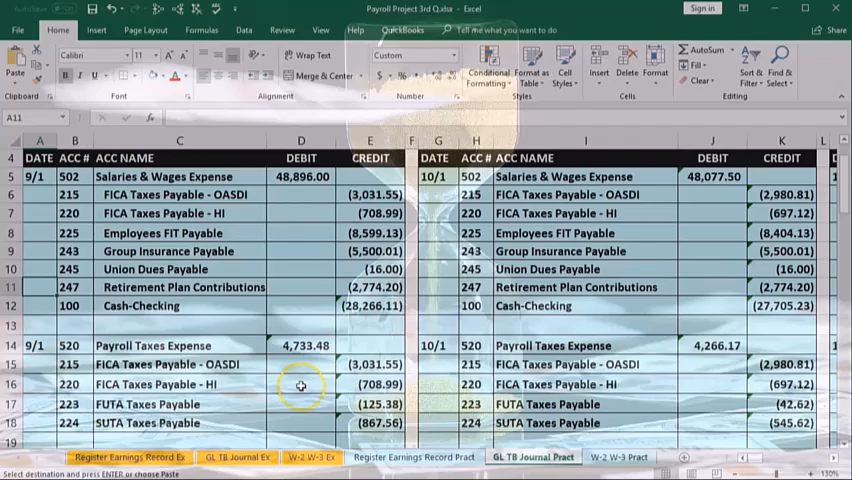 Payroll Project 3rd Q.xlsx - Excel
Sign in
File Home Insert Page Layout Formulas Data Review View Help QuickBooks Tell me what you want to do Share
Calibri 11 Wrap Text Custom AutoSum
Paste Merge & Center Conditional Formatting Format as Table Cell Styles Insert Delete Format Fill Clear Sort & Find &
Filter Select
Clipboard Font Alignment Number Styles Cells Editing
A11 fx
A B C D E F G H I J K L
4 DATE ACC # ACC NAME DEBIT CREDIT DATE ACC # ACC NAME DEBIT CREDIT
5 9/1 502 Salaries & Wages Expense 48,896.00 10/1 502 Salaries & Wages Expense 48,077.50
6 215 FICA Taxes Payable - OASDI (3,031.55) 215 FICA Taxes Payable - OASDI (2,980.81)
7 220 FICA Taxes Payable - HI (708.99) 220 FICA Taxes Payable - HI (697.12)
8 225 Employees FIT Payable (8,599.13) 225 Employees FIT Payable (8,404.13)
9 243 Group Insurance Payable (5,500.01) 243 Group Insurance Payable (5,500.01)
10 245 Union Dues Payable (16.00) 245 Union Dues Payable (16.00)
11 247 Retirement Plan Contributions (2,774.20) 247 Retirement Plan Contributions (2,774.20)
12 100 Cash-Checking (28,266.11) 100 Cash-Checking (27,705.23)
13
14 9/1 520 Payroll Taxes Expense 4,733.48 10/1 520 Payroll Taxes Expense 4,266.17
15 215 FICA Taxes Payable - OASDI (3,031.55) 215 FICA Taxes Payable - OASDI (2,980.81)
16 220 FICA Taxes Payable - HI (708.99) 220 FICA Taxes Payable - HI (697.12)
17 223 FUTA Taxes Payable (125.38) 223 FUTA Taxes Payable (42.62)
18 224 SUTA Taxes Payable (867.56) 224 SUTA Taxes Payable (545.62)
19
Register Earnings Record Ex GL TB Journal Ex W-2 W-3 Ex Register Earnings Record Pract GL TB Journal Pract W-2 W-3 Pract
Select destination and press ENTER or choose Paste 130%